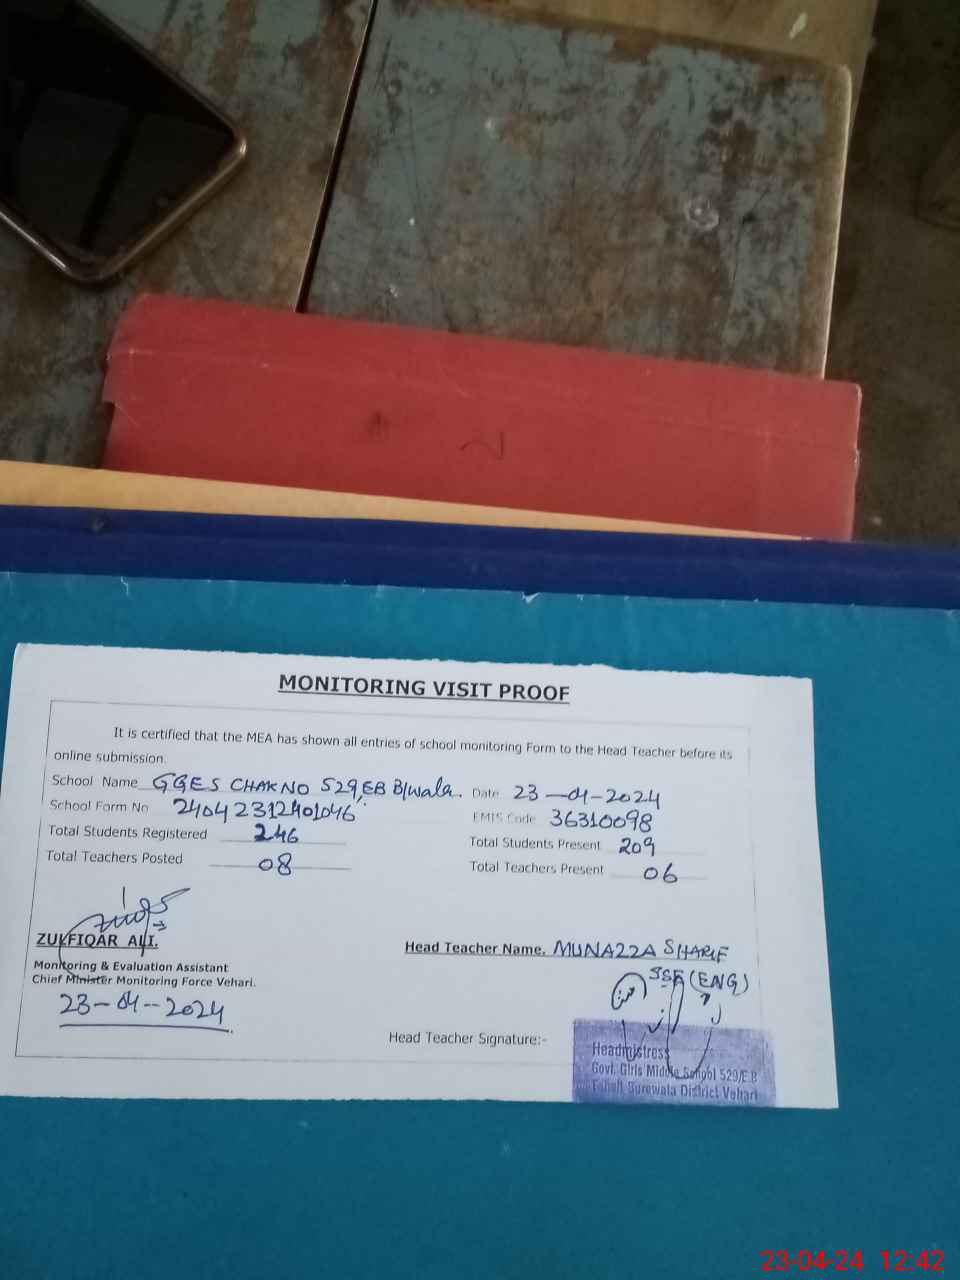 MONITORING VISIT PROOF
It is certified that the MEA has shown all entries of school monitoring Form to the Head Teacher before its
online submission.
School Name GGES CHAK NO 529,EB B/wala. Date 23-04-2024
School Form No 24042312401046 EMIS Code 36310098
Total Students Registered 246 Total Students Present 209
Total Teachers Posted 08 Total Teachers Present 06
ZULFIQAR ALI.
Monitoring & Evaluation Assistant
Chief Minister Monitoring Force Vehari.
23-04-2024
Head Teacher Name. MUNAZZA SHARIF
SSE (ENG)
Head Teacher Signature:-
Headmistress
Govt. Girls Middle School 529/E.B
Tehsil Burewala District Vehari
23-04-24 12:42